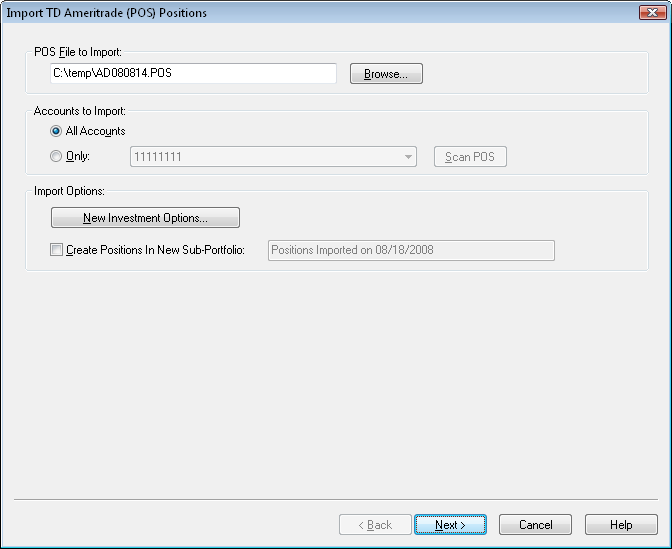 Import TD Ameritrade (POS) Positions
POS File to Import:
C:\temp\AD080814.POS
Browse...
Accounts to Import:
All Accounts
Only:
11111111
Scan POS
Import Options:
New Investment Options...
Create Positions In New Sub-Portfolio:
Positions Imported on 08/18/2008
< Back
Next >
Cancel
Help